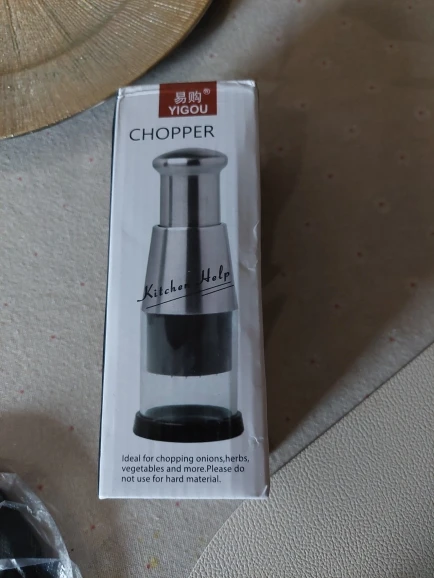 易购®
YIGOU
CHOPPER
Kitchen Help
Ideal for chopping onions,herbs,
vegetables and more.Please do
not use for hard material.